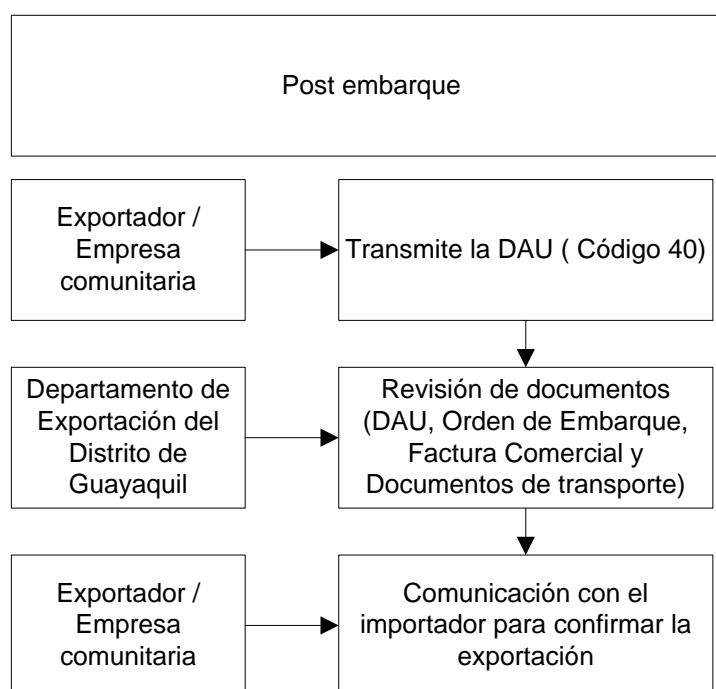 Post embarque
Exportador /
Empresa
comunitaria
Transmite la DAU ( Código 40)
Departamento de
Exportación del
Distrito de
Guayaquil
Revisión de documentos
(DAU, Orden de Embarque,
Factura Comercial y
Documentos de transporte)
Exportador /
Empresa
comunitaria
Comunicación con el
importador para confirmar la
exportación